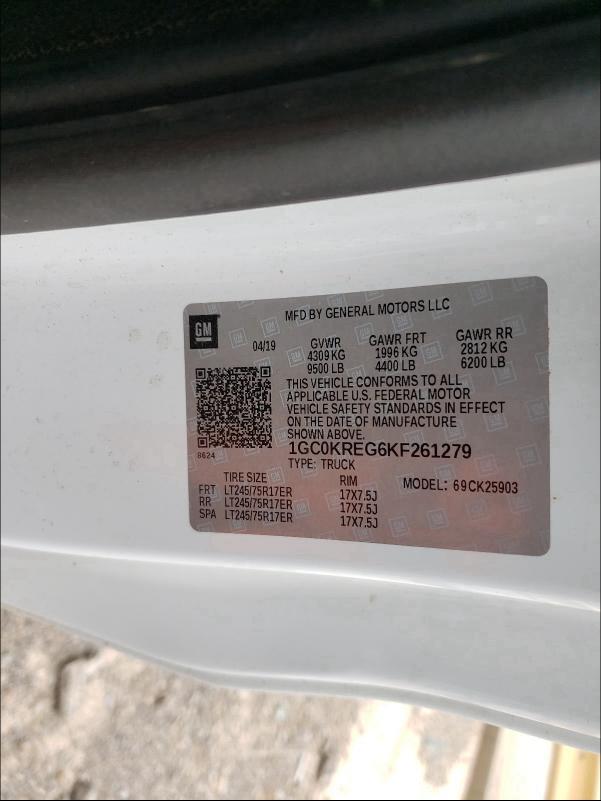 MFD BY GENERAL MOTORS LLC
GM
04/19 GVWR GAWR FRT GAWR RR
4309 KG 1996 KG 2812 KG
9500 LB 4400 LB 6200 LB
THIS VEHICLE CONFORMS TO ALL
APPLICABLE U.S. FEDERAL MOTOR
VEHICLE SAFETY STANDARDS IN EFFECT
ON THE DATE OF MANUFACTURE
SHOWN ABOVE.
8624
1GC0KREG6KF261279
TYPE: TRUCK
TIRE SIZE RIM MODEL: 69CK25903
FRT LT245/75R17ER 17X7.5J
RR LT245/75R17ER 17X7.5J
SPA LT245/75R17ER 17X7.5J